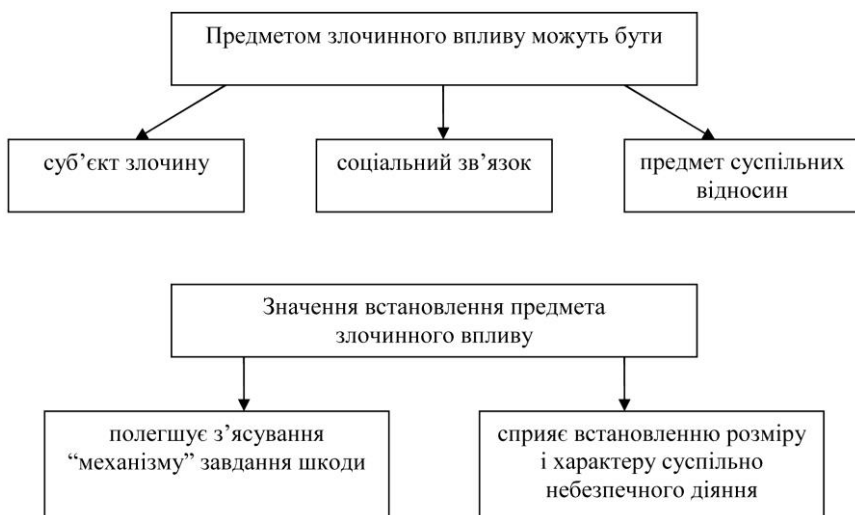 Предметом злочинного впливу можуть бути
суб’єкт злочину
соціальний зв’язок
предмет суспільних
відносин
Значення встановлення предмета
злочинного впливу
полегшує з’ясування
“механізму” завдання шкоди
сприяє встановленню розміру
і характеру суспільно
небезпечного діяння